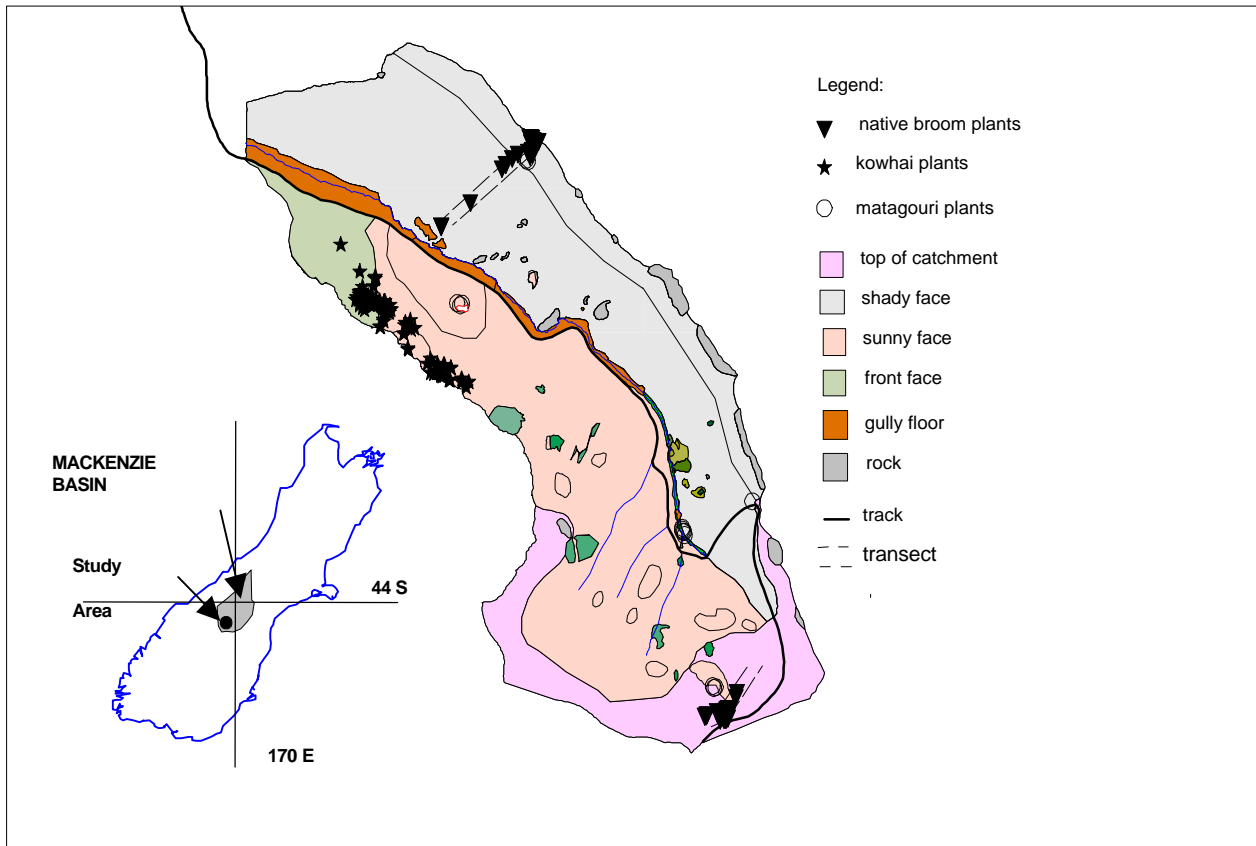 Legend:
native broom plants
kowhai plants
matagouri plants
top of catchment
shady face
sunny face
front face
gully floor
rock
track
transect
MACKENZIE
BASIN
Study
Area
44 S
170 E